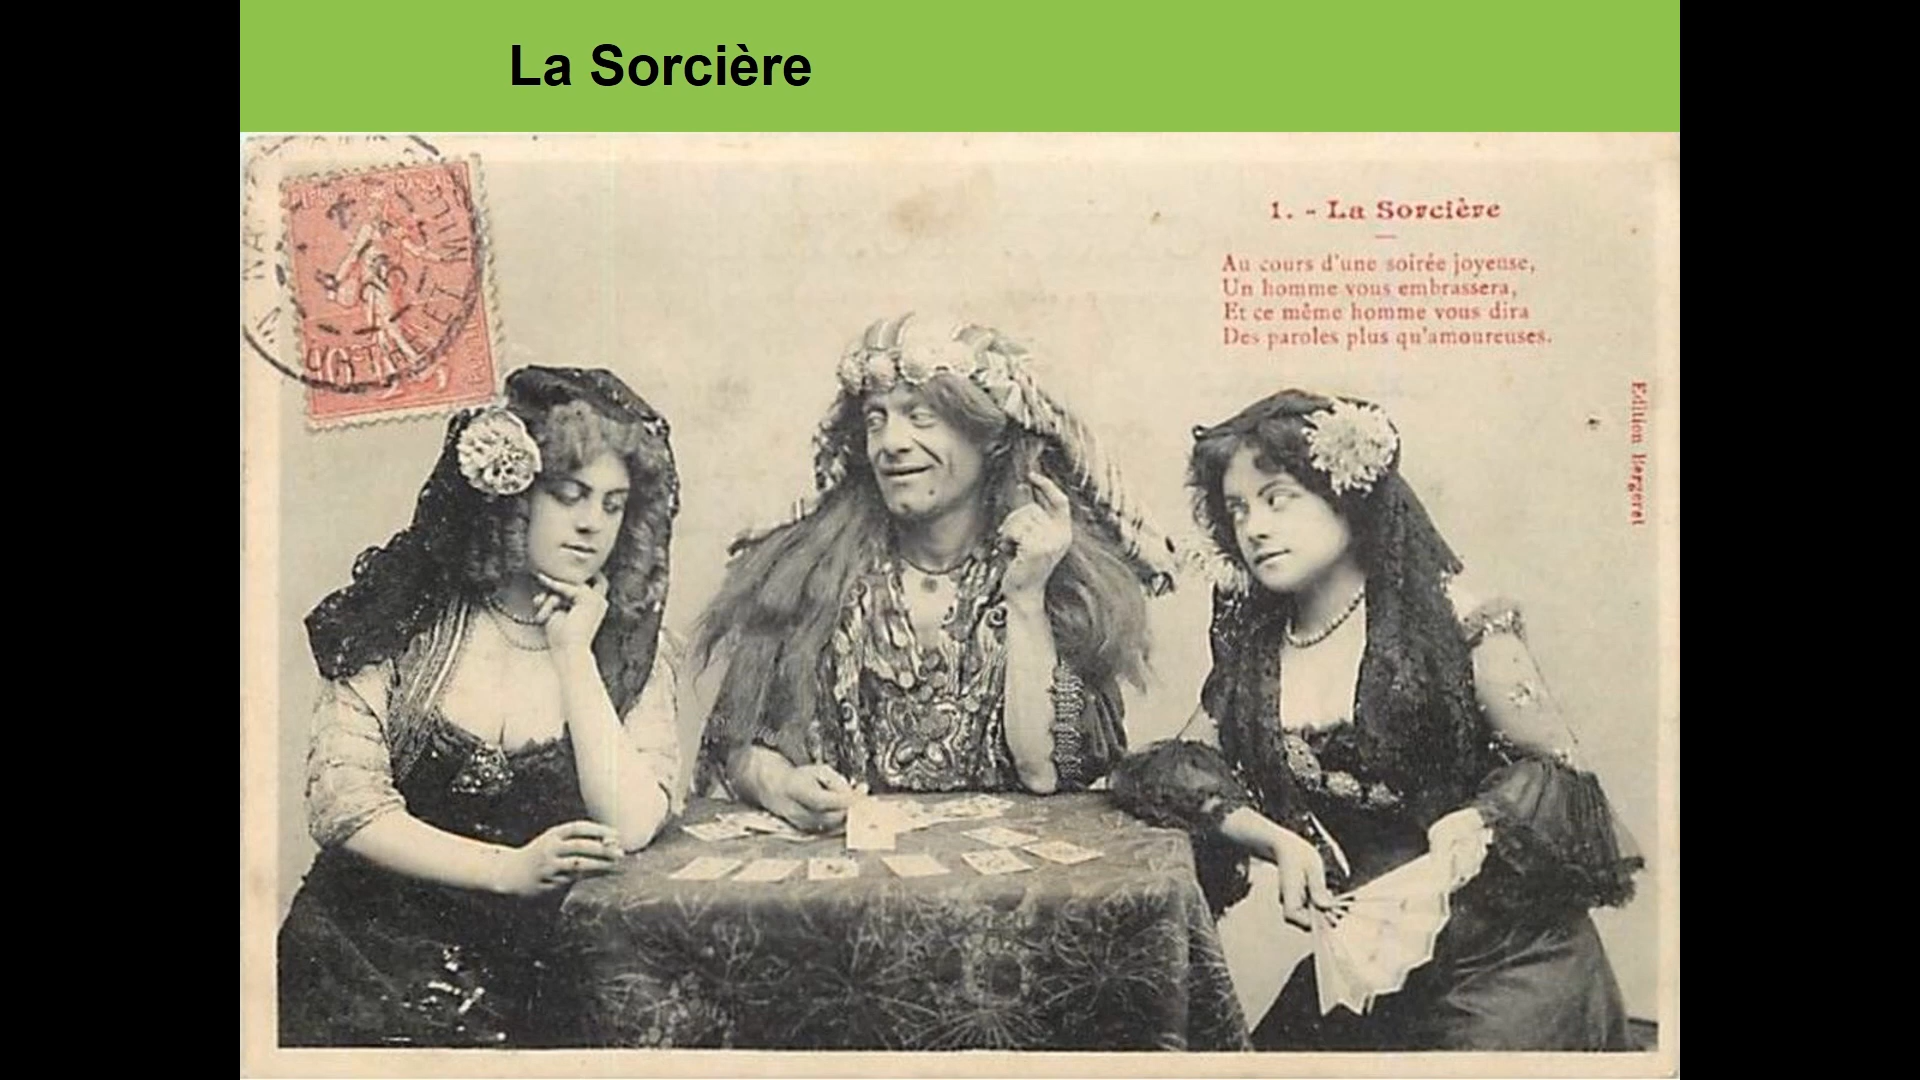 La Sorcière
1. - La Sorcière
Au cours d'une soirée joyeuse,
Un homme vous embrassera,
Et ce même homme vous dira
Des paroles plus qu'amoureuses.
Edition Bergeret